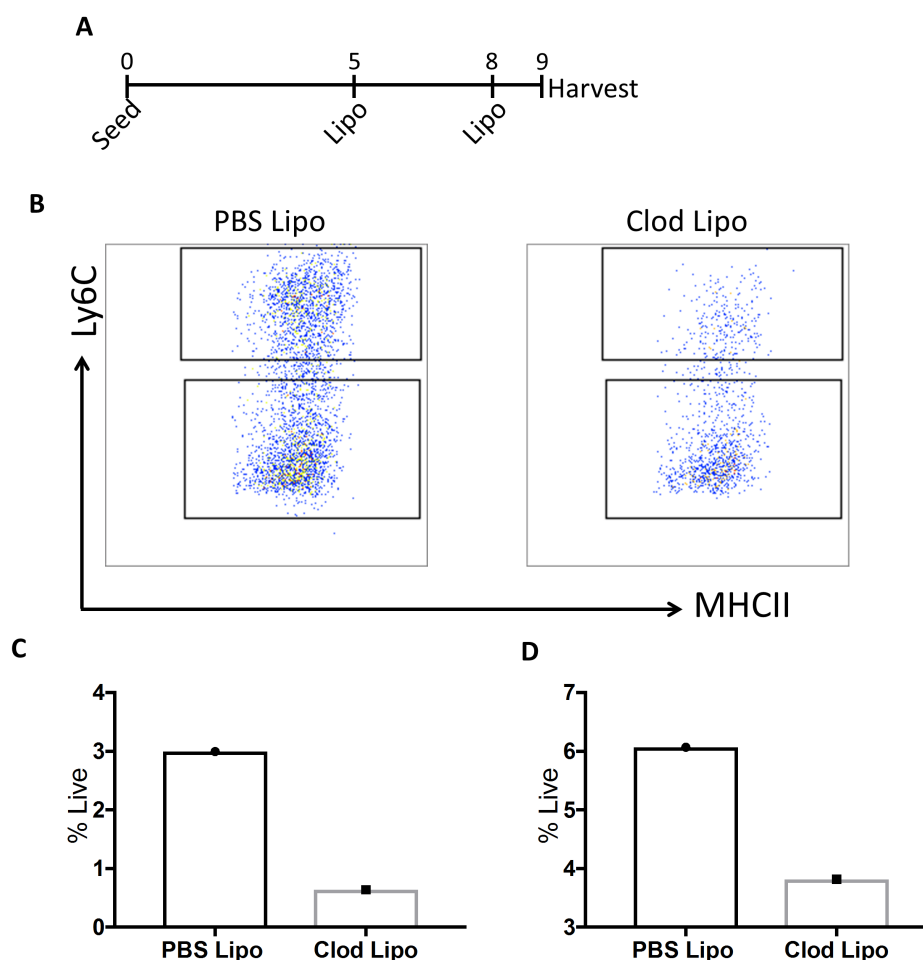 A
0 5 8 9
Harvest
Seed Lipo Lipo
B
PBS Lipo Clod Lipo
Ly6C
MHCII
C
4
3
2
1
0
% Live
PBS Lipo Clod Lipo
D
7
6
5
4
3
% Live
PBS Lipo Clod Lipo